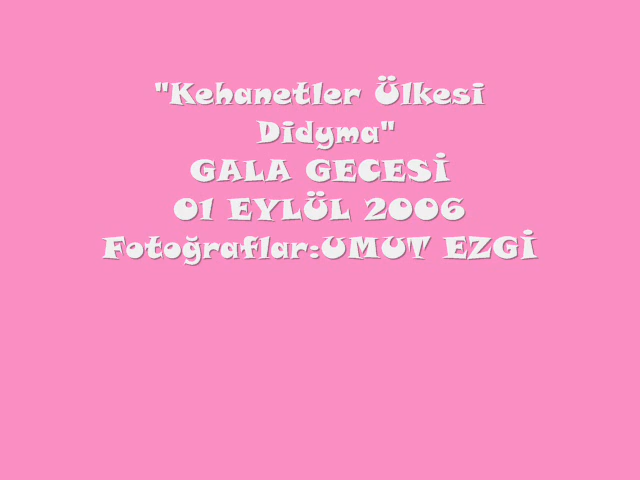 "Kehanetler Ülkesi
Didyma"
GALA GECESİ
01 EYLÜL 2006
Fotoğraflar:UMUT EZGİ